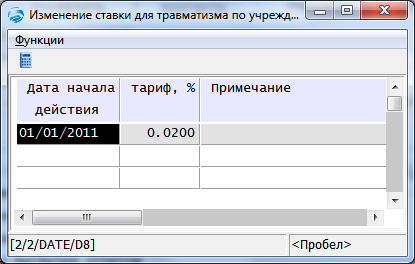 Изменение ставки для травматизма по учрежд...
Функции
Дата начала действия тариф, % Примечание
01/01/2011 0.0200
[2/2/DATE/D8] <Пробел>